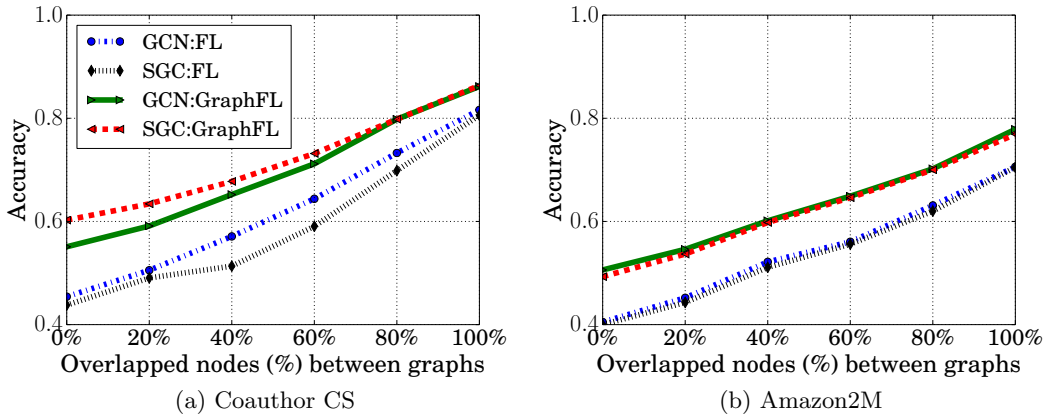 1.0
0.8
0.6
0.4
Accuracy
GCN:FL
SGC:FL
GCN:GraphFL
SGC:GraphFL
0% 20% 40% 60% 80% 100%
Overlapped nodes (%) between graphs
(a) Coauthor CS
1.0
0.8
0.6
0.4
Accuracy
0% 20% 40% 60% 80% 100%
Overlapped nodes (%) between graphs
(b) Amazon2M